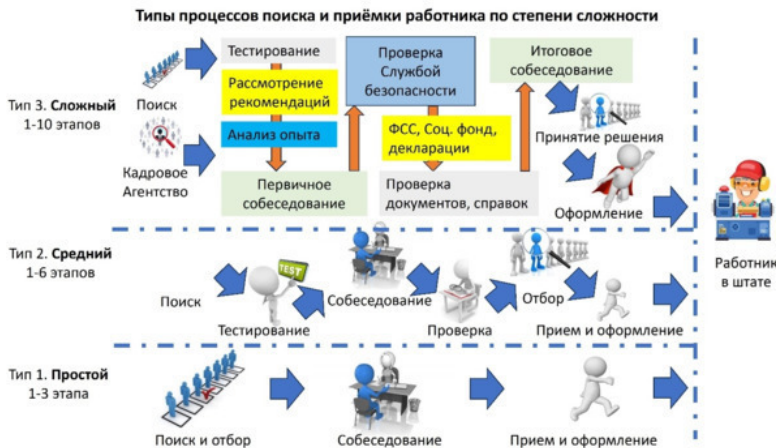 Типы процессов поиска и приёмки работника по степени сложности
Тип 3. Сложный
1-10 этапов
Поиск
Кадровое
Агентство
Тестирование
Рассмотрение
рекомендаций
Анализ опыта
Первичное
собеседование
Проверка
Службой
безопасности
ФСС, Соц. фонд,
декларации
Проверка
документов, справок
Итоговое
собеседование
Принятие решения
Оформление
Работник
в штате
Тип 2. Средний
1-6 этапов
Поиск
TEST
Тестирование
Собеседование
Проверка
Отбор
Прием и оформление
Тип 1. Простой
1-3 этапа
Поиск и отбор
Собеседование
Прием и оформление